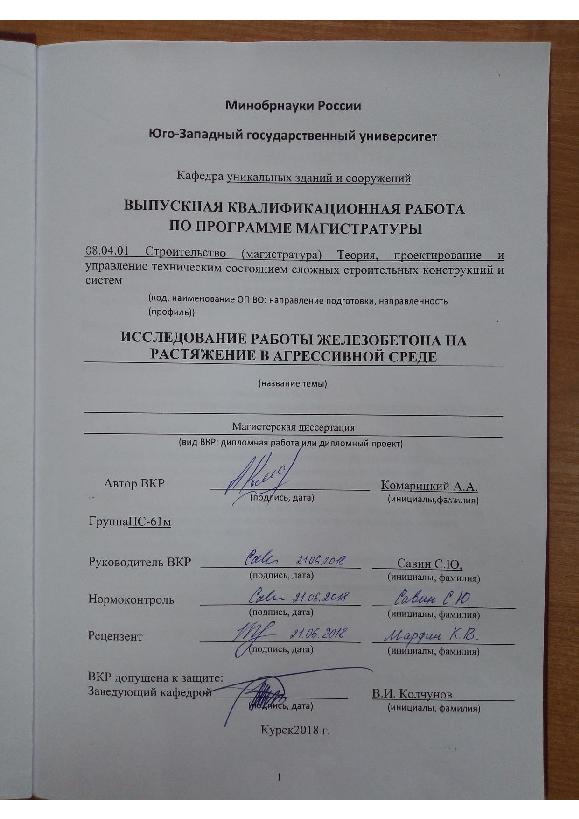 Минобрнауки России
Юго-Западный государственный университет
Кафедра уникальных зданий и сооружений
ВЫПУСКНАЯ КВАЛИФИКАЦИОННАЯ РАБОТА
ПО ПРОГРАММЕ МАГИСТРАТУРЫ
08.04.01 Строительство (магистратура) Теория, проектирование и
управление техническим состоянием сложных строительных конструкций и
систем
(код, наименование ОП ВО: направление подготовки, направленность
(профиль))
ИССЛЕДОВАНИЕ РАБОТЫ ЖЕЛЕЗОБЕТОНА НА
РАСТЯЖЕНИЕ В АГРЕССИВНОЙ СРЕДЕ
(название темы)
Магистерская диссертация
(вид ВКР: дипломная работа или дипломный проект)
Автор ВКР Комарицкий А.А.
(подпись, дата) (инициалы,фамилия)
ГруппаПС-61м
Руководитель ВКР 21.06.2018 Савин С.Ю.
(подпись, дата) (инициалы, фамилия)
Нормоконтроль 21.06.2018 Савин С.Ю
(подпись, дата) (инициалы, фамилия)
Рецензент 21.06.2018 К.В.
(подпись, дата) (инициалы, фамилия)
ВКР допущена к защите:
Заведующий кафедрой В.И. Колчунов
(подпись, дата) (инициалы, фамилия)
Курск2018 г.
1